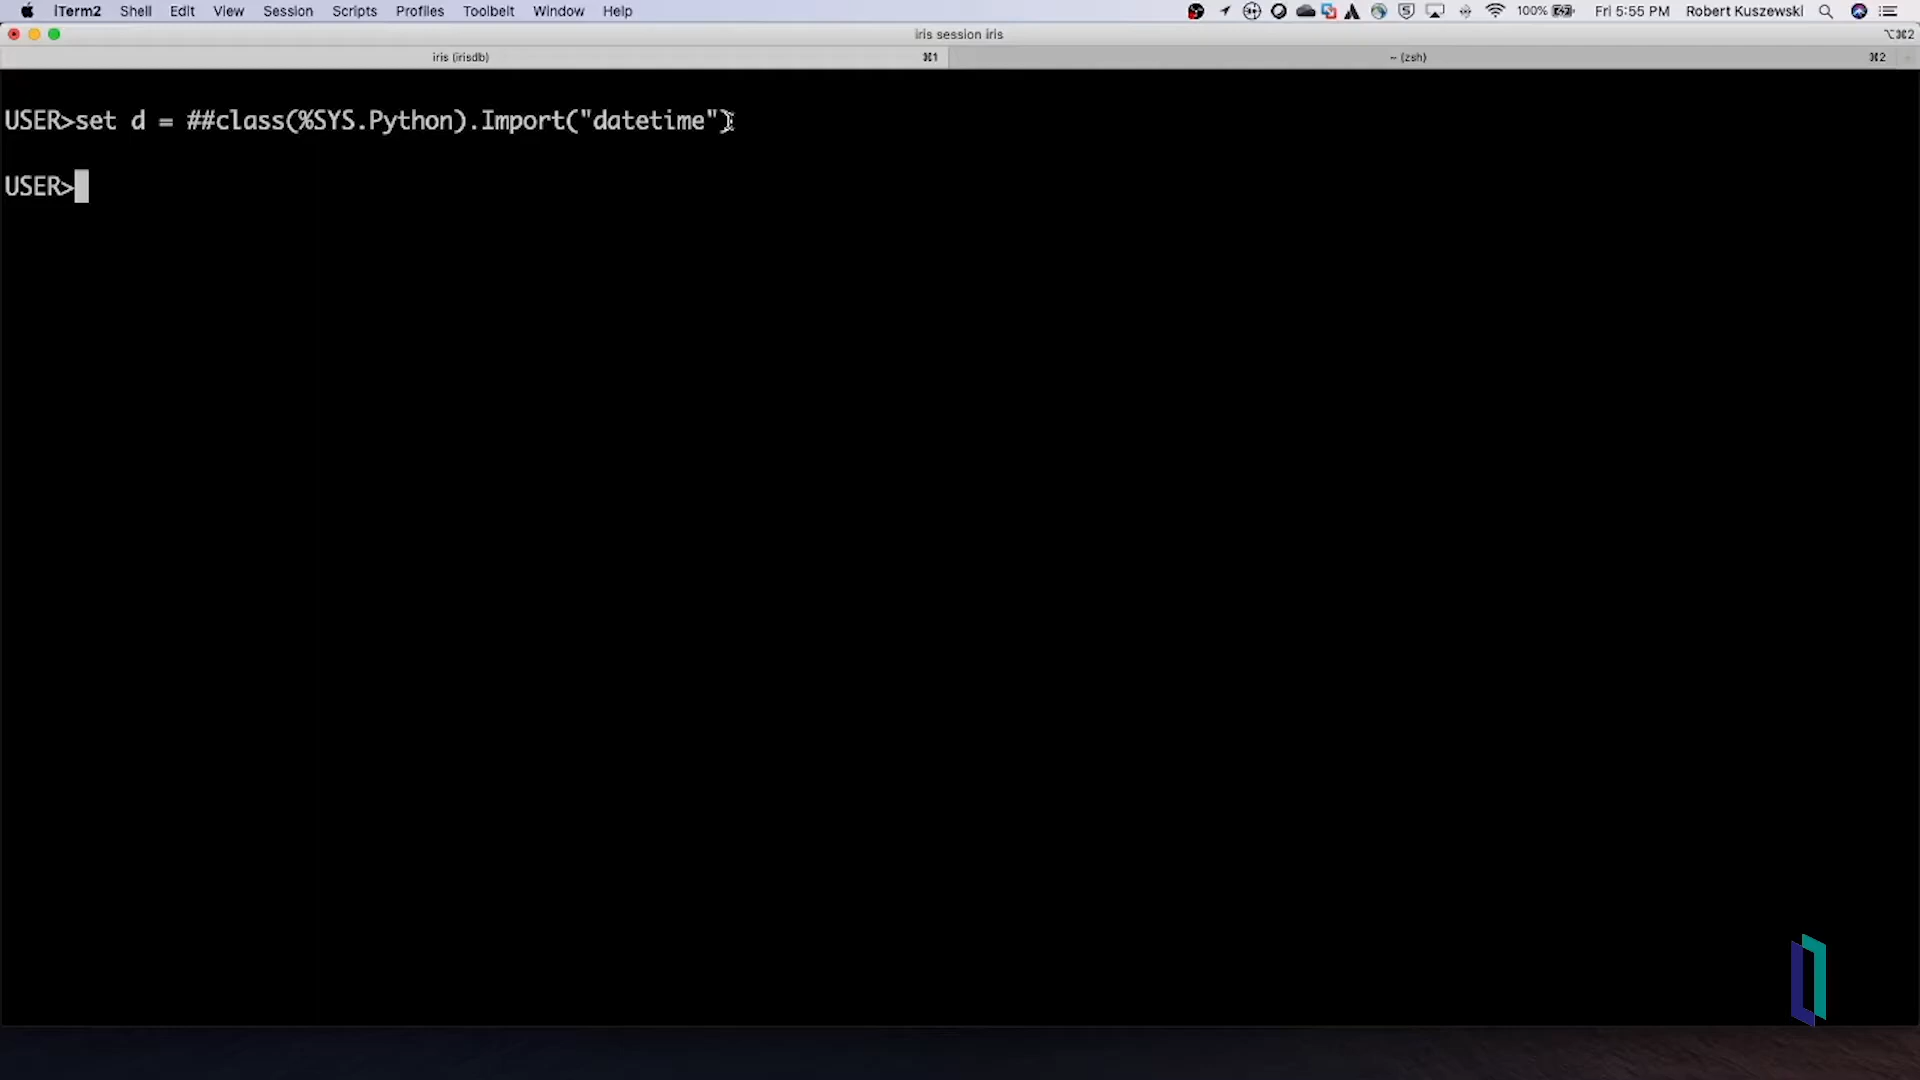 iTerm2 Shell Edit View Session Scripts Profiles Toolbelt Window Help 100% Fri 5:55 PM Robert Kuszewski
iris session iris ⌥⌘2
iris (irisdb) ⌘1 ~ (zsh) ⌘2
USER>set d = ##class(%SYS.Python).Import("datetime")
USER>